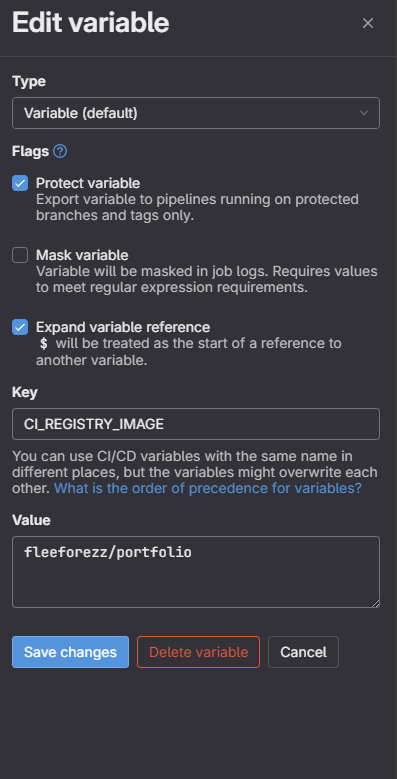 Edit variable
Type
Variable (default)
Flags
Protect variable
Export variable to pipelines running on protected
branches and tags only.
Mask variable
Variable will be masked in job logs. Requires values
to meet regular expression requirements.
Expand variable reference
$ will be treated as the start of a reference to
another variable.
Key
CI_REGISTRY_IMAGE
You can use CI/CD variables with the same name in
different places, but the variables might overwrite each
other. What is the order of precedence for variables?
Value
fleeforezz/portfolio
Save changes
Delete variable
Cancel